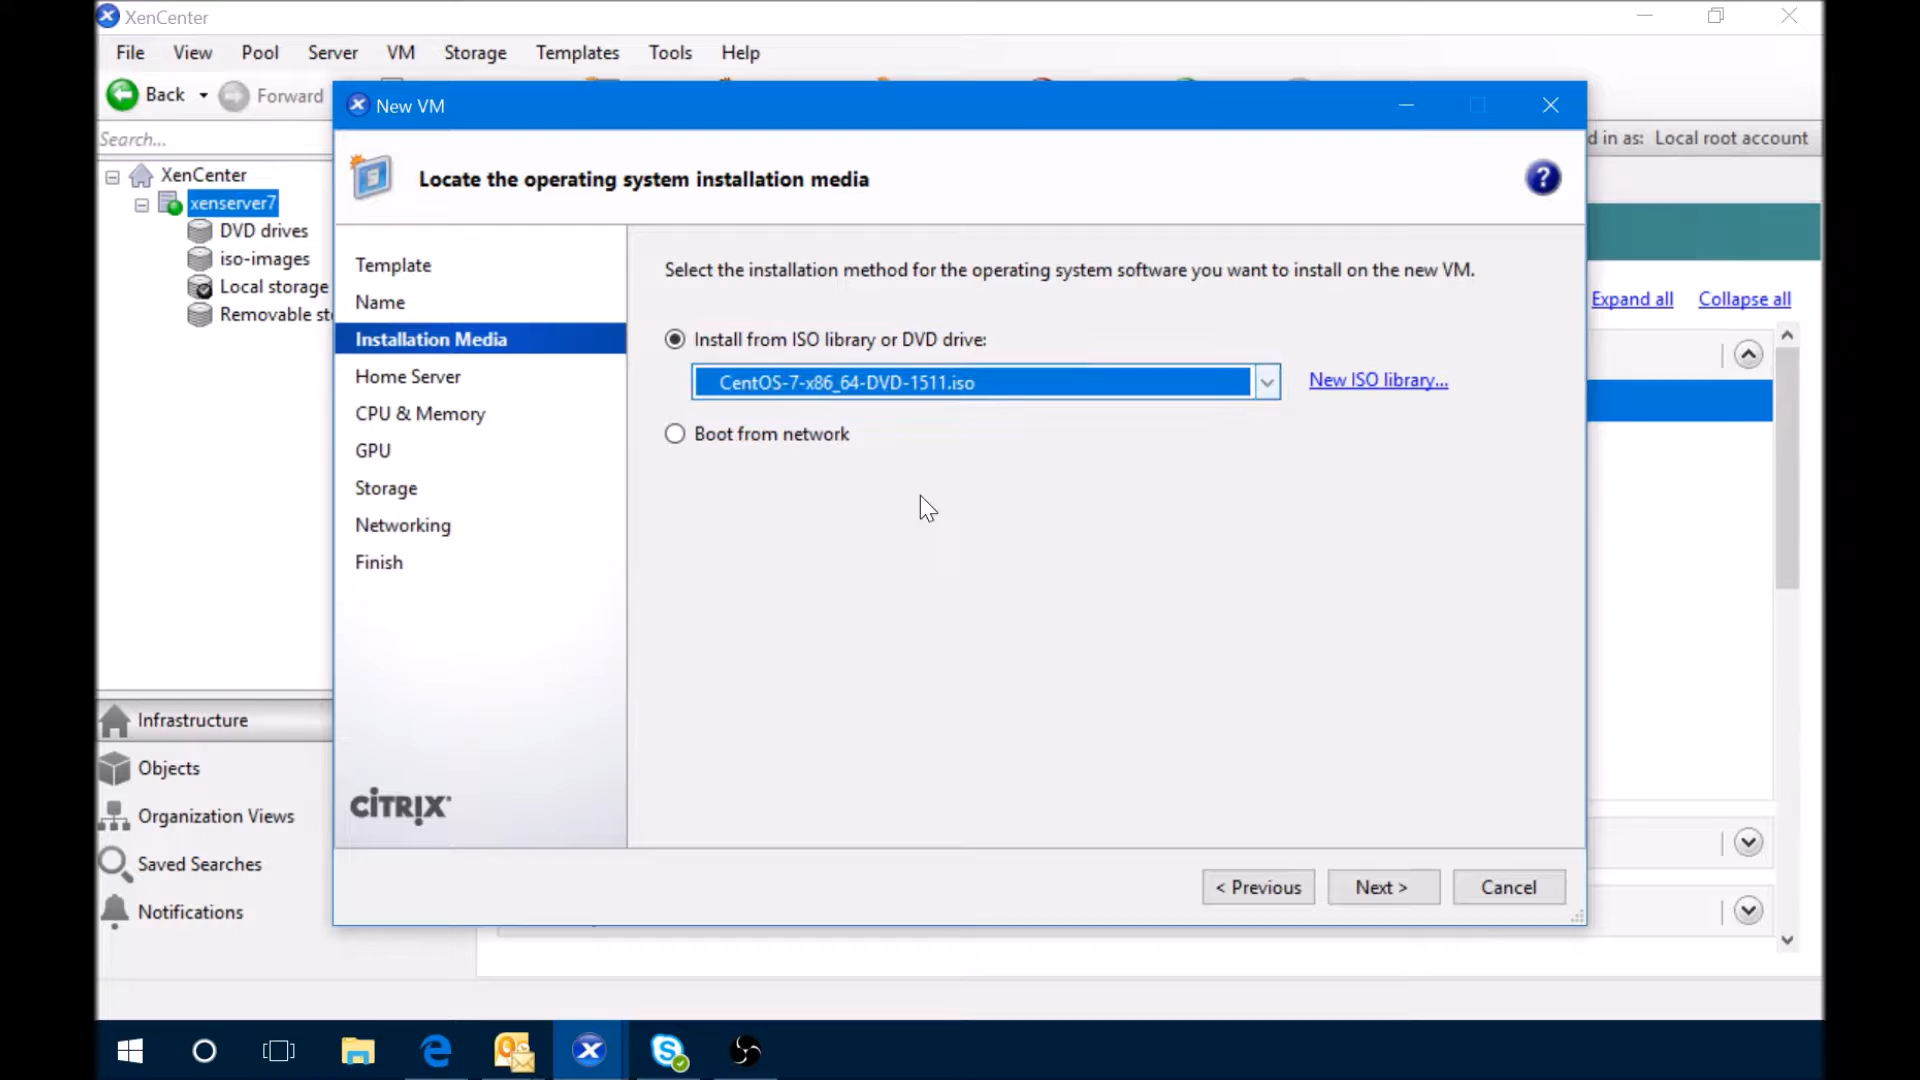 XenCenter
File View Pool Server VM Storage Templates Tools Help
Back Forward
New VM
Search...
d in as: Local root account
Locate the operating system installation media
?
XenCenter
xenserver7
DVD drives
iso-images
Local storage
Removable st
Template
Name
Installation Media
Home Server
CPU & Memory
GPU
Storage
Networking
Finish
CITRIX
Select the installation method for the operating system software you want to install on the new VM.
Install from ISO library or DVD drive:
CentOS-7-x86_64-DVD-1511.iso
New ISO library...
Boot from network
Expand all Collapse all
Infrastructure
Objects
Organization Views
Saved Searches
Notifications
< Previous Next > Cancel